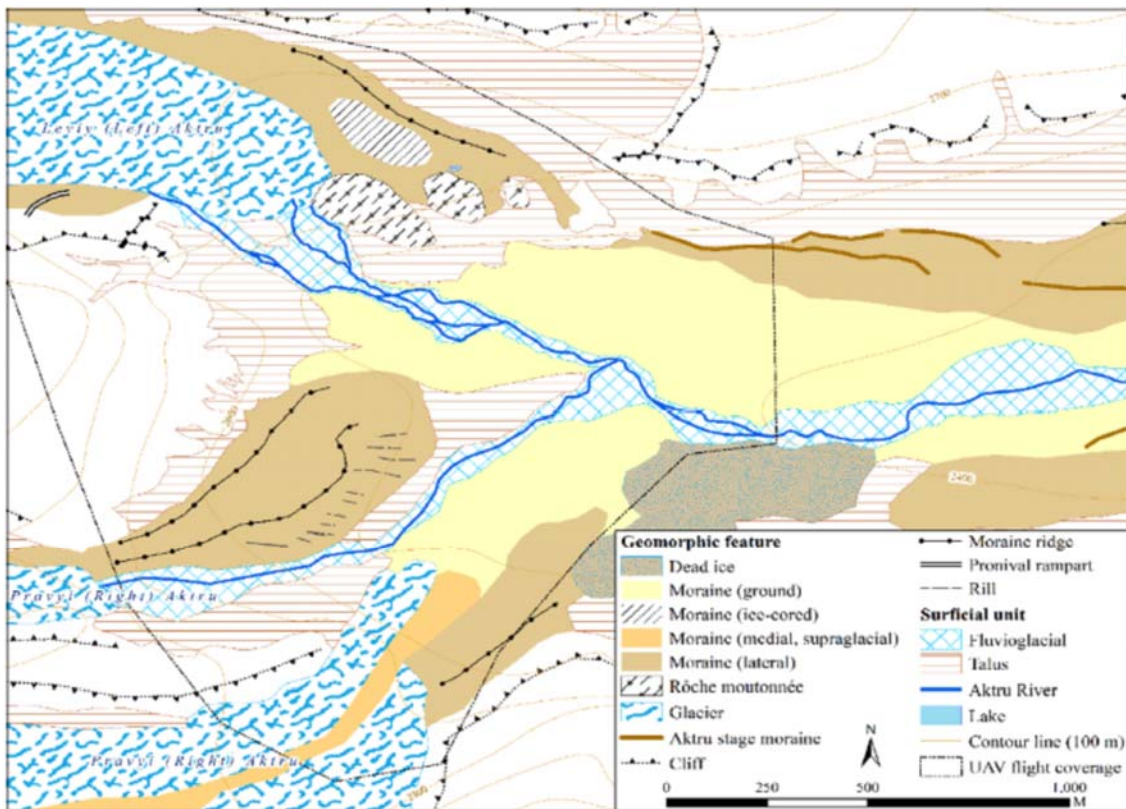 2700
Leviy (Left) Aktru
2400
Pravyi (Right) Aktru
Pravyi (Right) Aktru
Geomorphic feature
Dead ice
Moraine (ground)
Moraine (ice-cored)
Moraine (medial, supraglacial)
Moraine (lateral)
Rôche moutonnée
Glacier
Aktru stage moraine
Cliff
Moraine ridge
Pronival rampart
Rill
Surficial unit
Fluvioglacial
Talus
Aktru River
Lake
Contour line (100 m)
UAV flight coverage
N
0 250 500 1,000
M